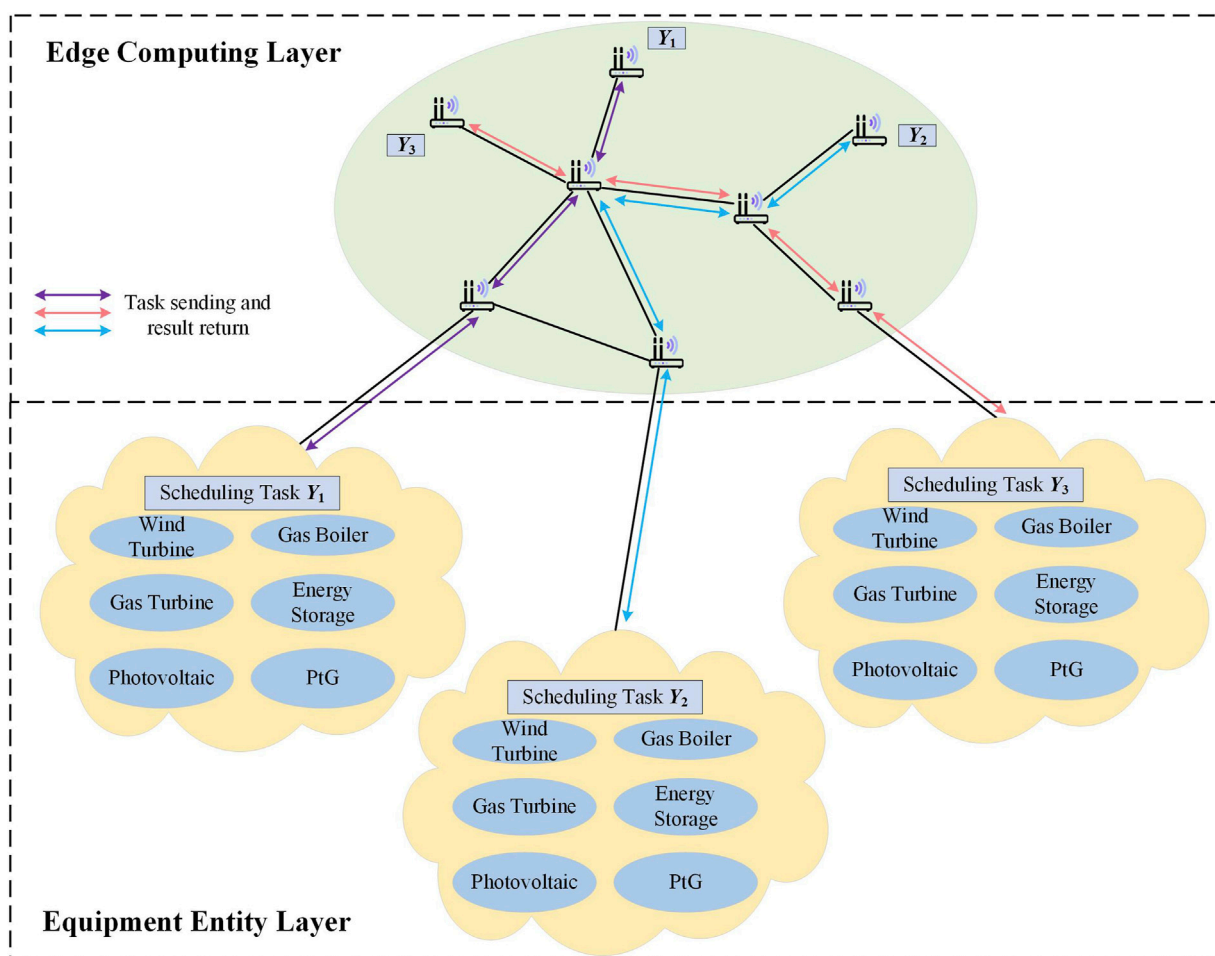 Edge Computing Layer
Y1
Y3
Y2
Task sending and
result return
Scheduling Task Y1
Wind
Turbine
Gas Boiler
Gas Turbine
Energy
Storage
Photovoltaic
PtG
Scheduling Task Y3
Wind
Turbine
Gas Boiler
Gas Turbine
Energy
Storage
Photovoltaic
PtG
Scheduling Task Y2
Wind
Turbine
Gas Boiler
Gas Turbine
Energy
Storage
Photovoltaic
PtG
Equipment Entity Layer